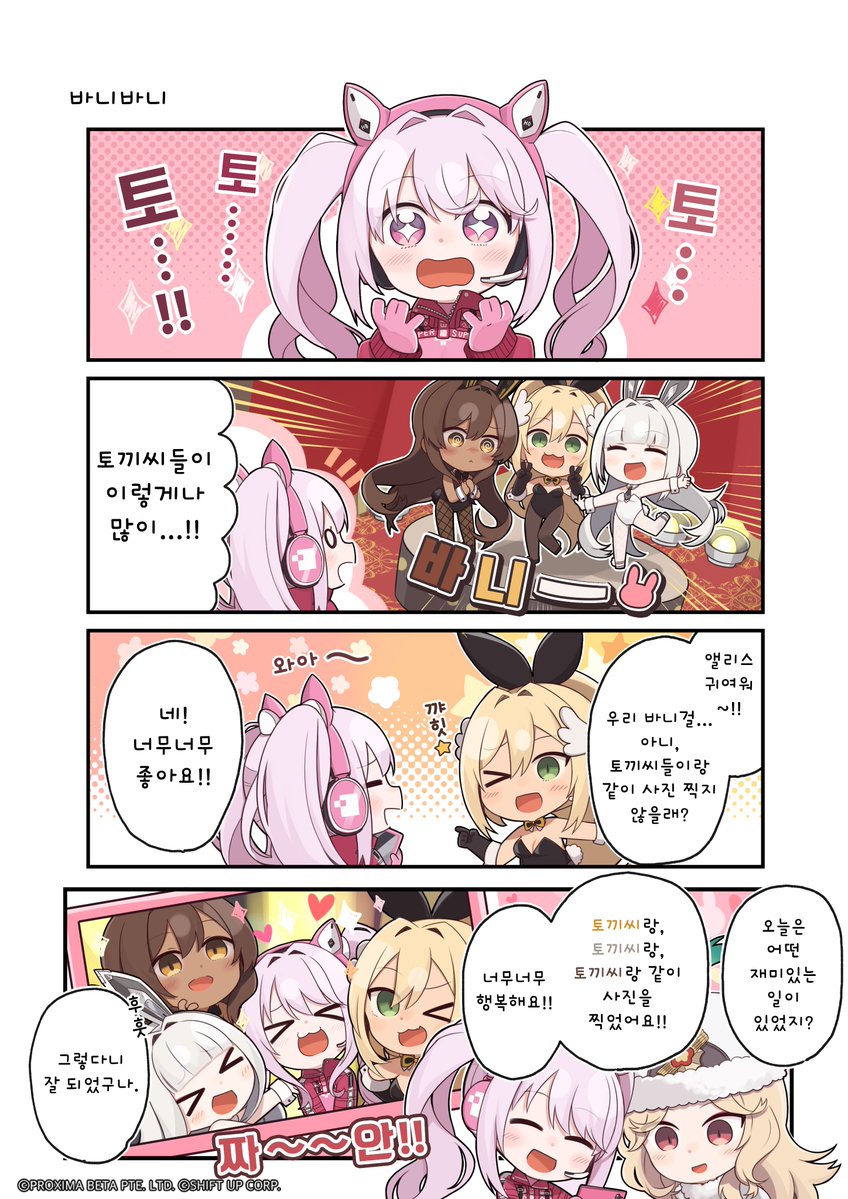 바니바니
토……!!
토……
토…
PER SUP
토끼씨들이
이렇게나
많이...!!
바니ー
앨리스
귀여워
~!!
우리 바니걸...
아니,
토끼씨들이랑
같이 사진 찍지
않을래?
꺄힛
와아~
네!
너무너무
좋아요!!
오늘은
어떤
재미있는
일이
있었지?
토끼씨랑,
토끼씨랑,
토끼씨랑 같이
사진을
찍었어요!!
너무너무
행복해요!!
후훗
그렇다니
잘 되었구나.
짜~~안!!
©PROXIMA BETA PTE. LTD. ©SHIFT UP CORP.